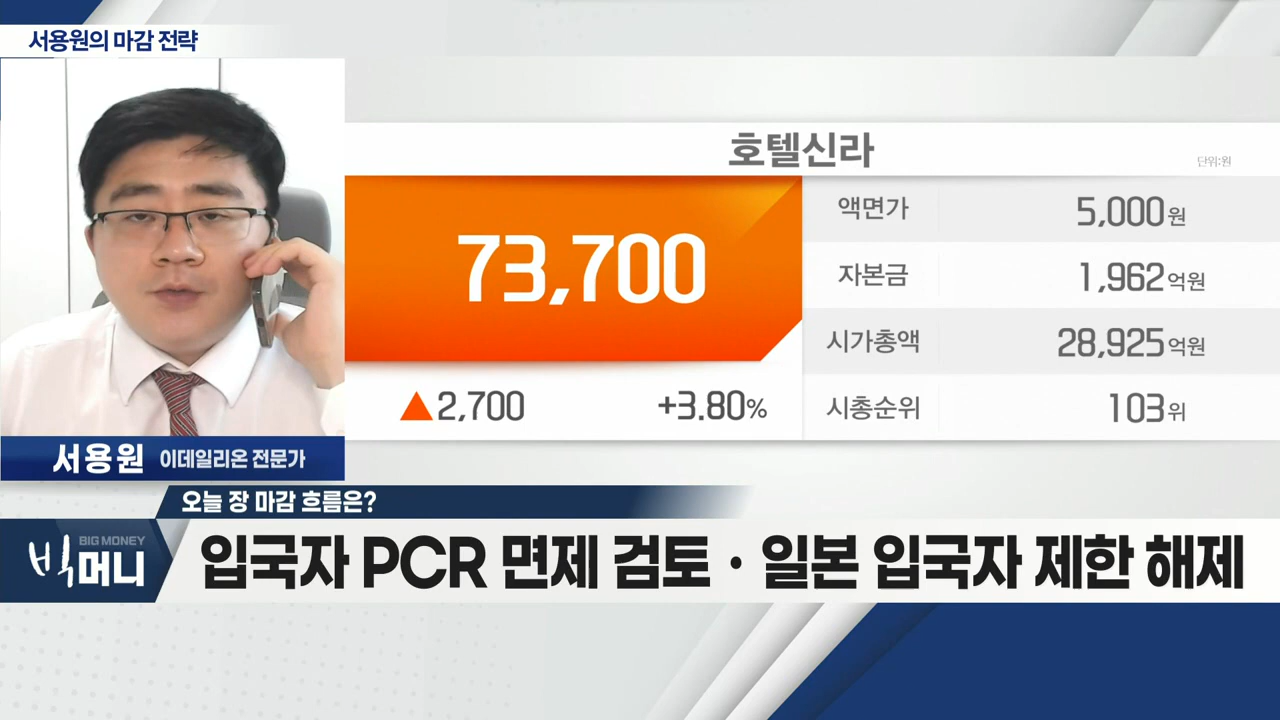 서용원의 마감 전략
호텔신라
단위:원
73,700
▲2,700 +3.80%
액면가 5,000원
자본금 1,962억원
시가총액 28,925억원
시총순위 103위
서용원 이데일리온 전문가
오늘 장 마감 흐름은?
BIG MONEY
빅머니
입국자 PCR 면제 검토·일본 입국자 제한 해제